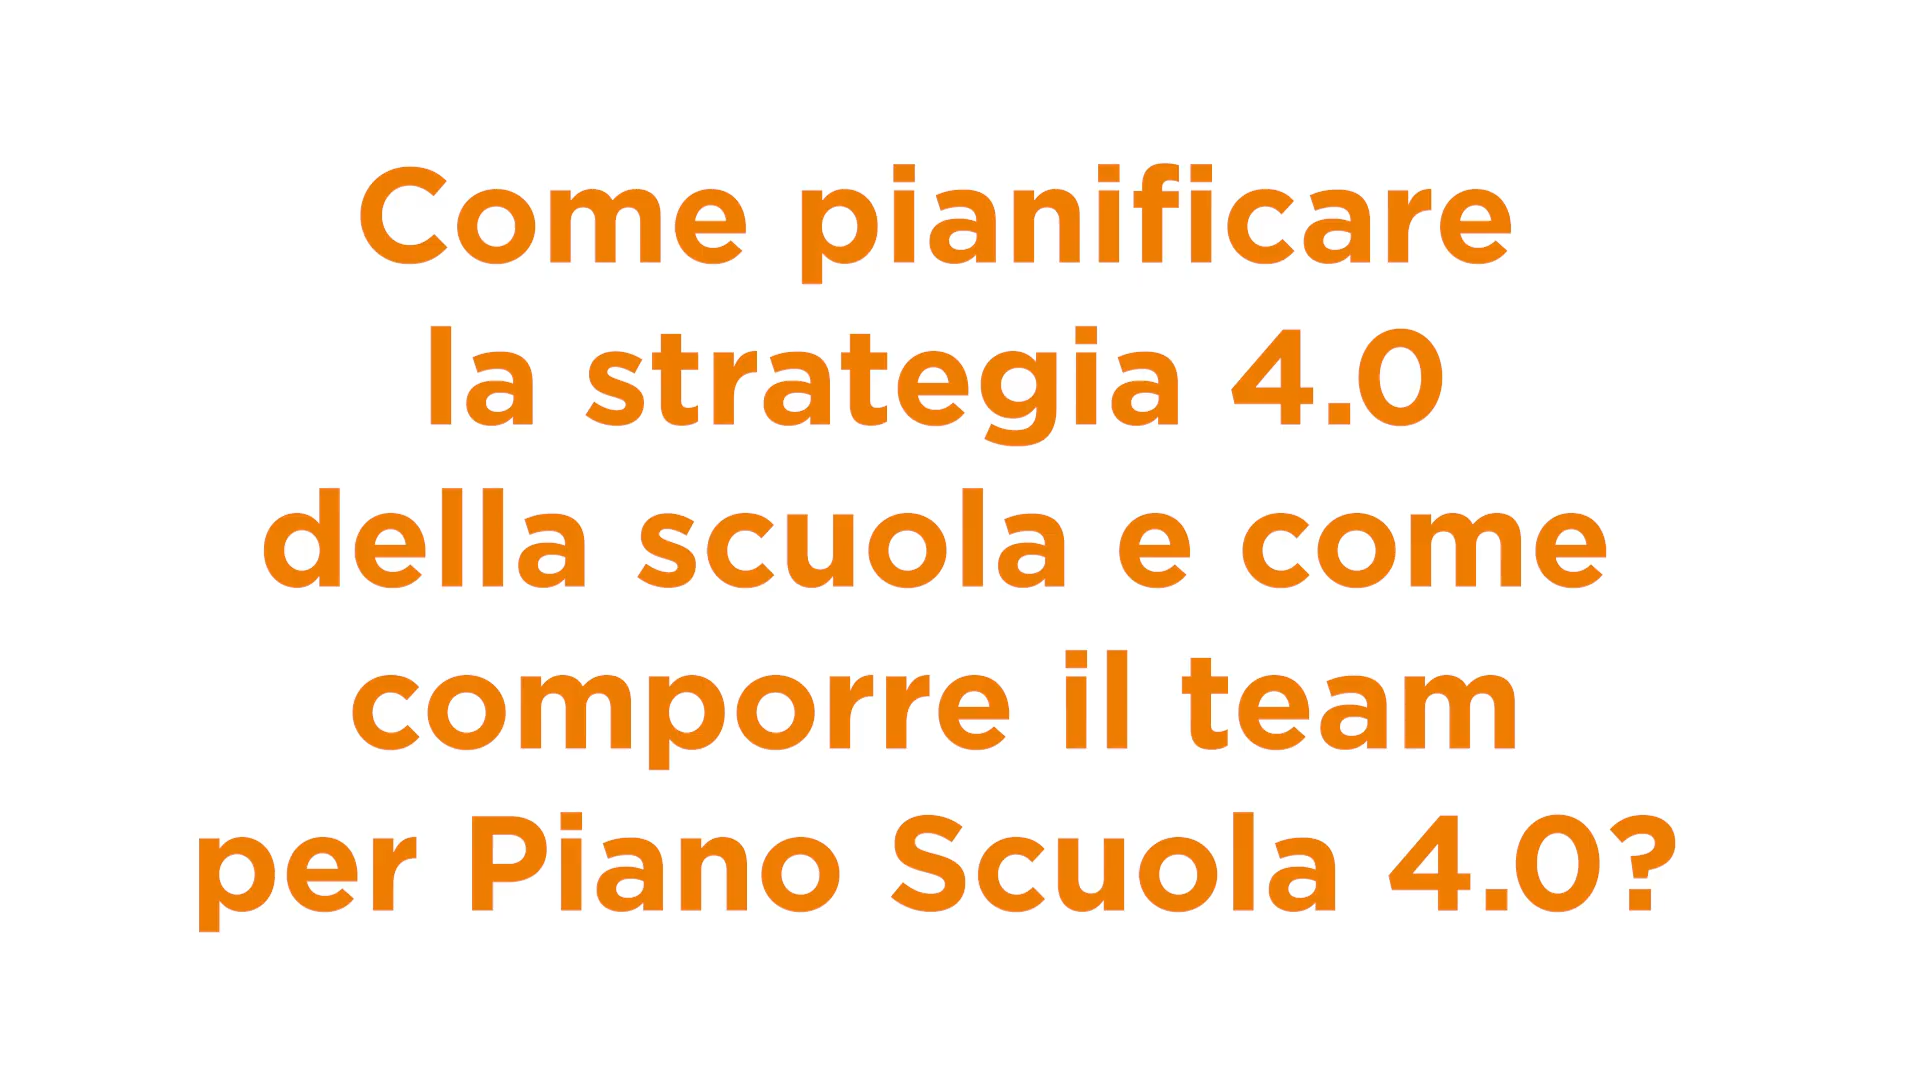 Come pianificare
la strategia 4.0
della scuola e come
comporre il team
per Piano Scuola 4.0?